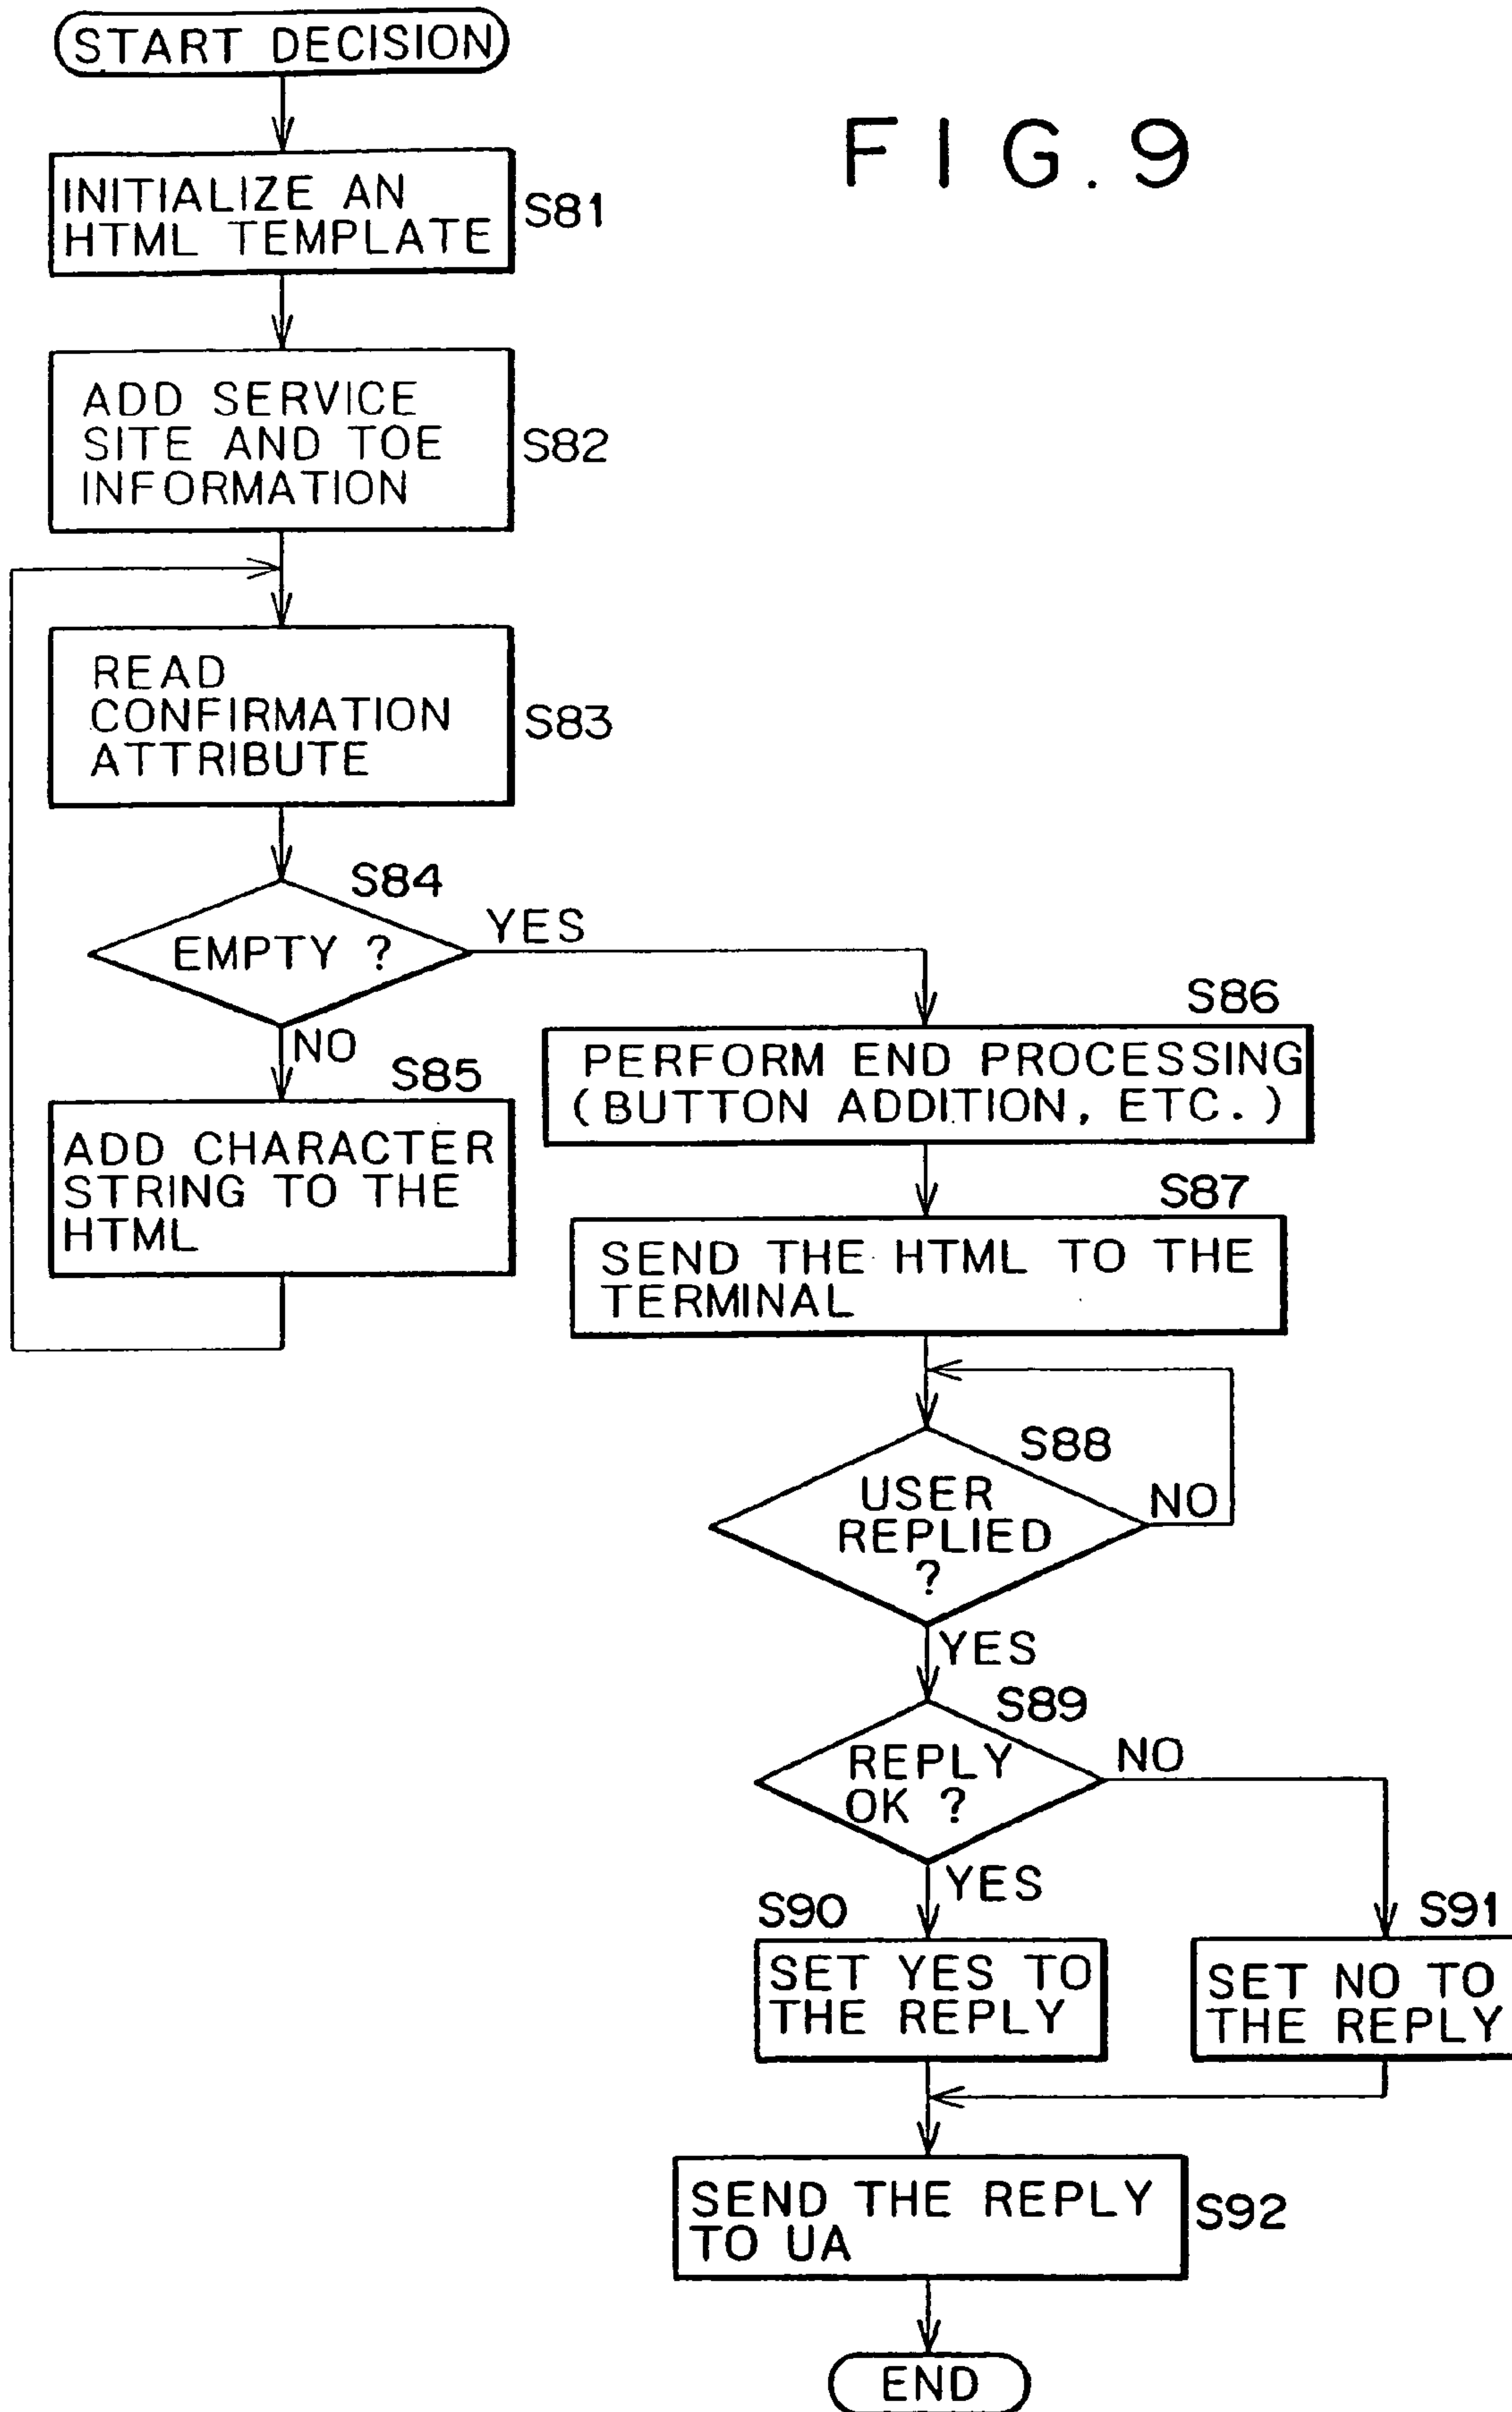 START DECISION
FIG.9
INITIALIZE AN
HTML TEMPLATE
S81
ADD SERVICE
SITE AND TOE
INFORMATION
S82
READ
CONFIRMATION
ATTRIBUTE
S83
S84
EMPTY ?
YES
NO
S85
ADD CHARACTER
STRING TO THE
HTML
S86
PERFORM END PROCESSING
(BUTTON ADDITION, ETC.)
S87
SEND THE HTML TO THE
TERMINAL
S88
USER
REPLIED
?
NO
YES
S89
REPLY
OK ?
NO
YES
S90
SET YES TO
THE REPLY
S91
SET NO TO
THE REPLY
SEND THE REPLY
TO UA
S92
END